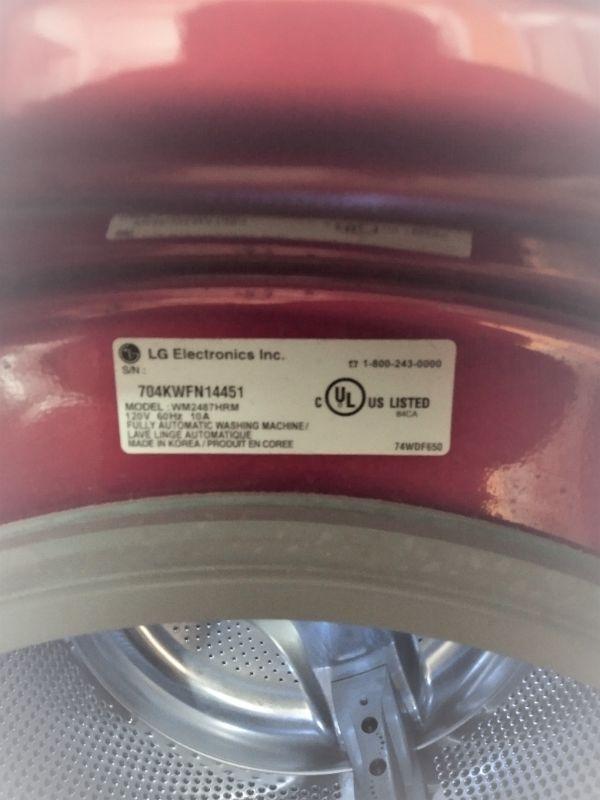 LG Electronics Inc.
S/N :
☎ 1-800-243-0000
704KWFN14451
MODEL : WM2487HRM
120V 60Hz 10A
C UL US LISTED
84CA
FULLY AUTOMATIC WASHING MACHINE/
LAVE LINGE AUTOMATIQUE
MADE IN KOREA / PRODUIT EN COREE
74WDF650